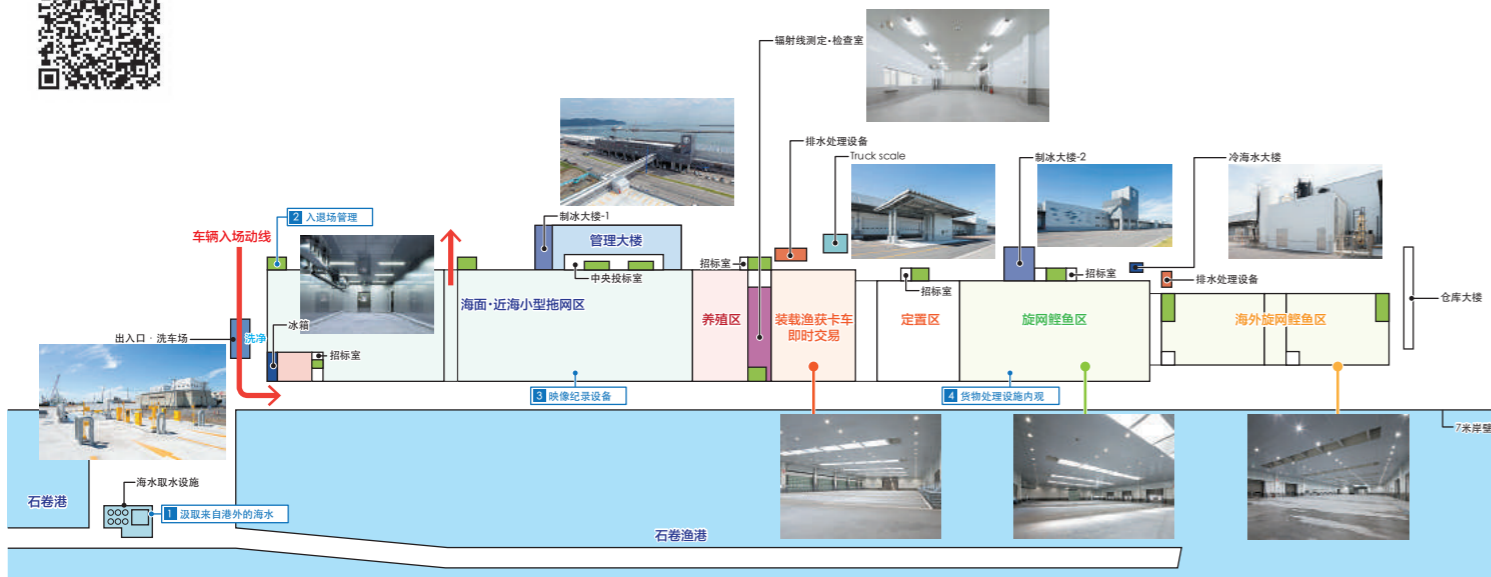 辐射线测定·检查室
排水处理设备
Truck scale
制冰大楼-2
冷海水大楼
2 入退场管理
制冰大楼-1
车辆入场动线
管理大楼
招标室
中央投标室
招标室
招标室
排水处理设备
仓库大楼
海面·近海小型拖网区
养殖区
装载渔获卡车
即时交易
定置区
旋网鲣鱼区
海外旋网鲣鱼区
出入口 · 洗车场
洗净
冰箱
招标室
3 映像纪录设备
4 货物处理设施内观
7米岸壁
海水取水设施
石卷港
1 汲取来自港外的海水
石卷渔港